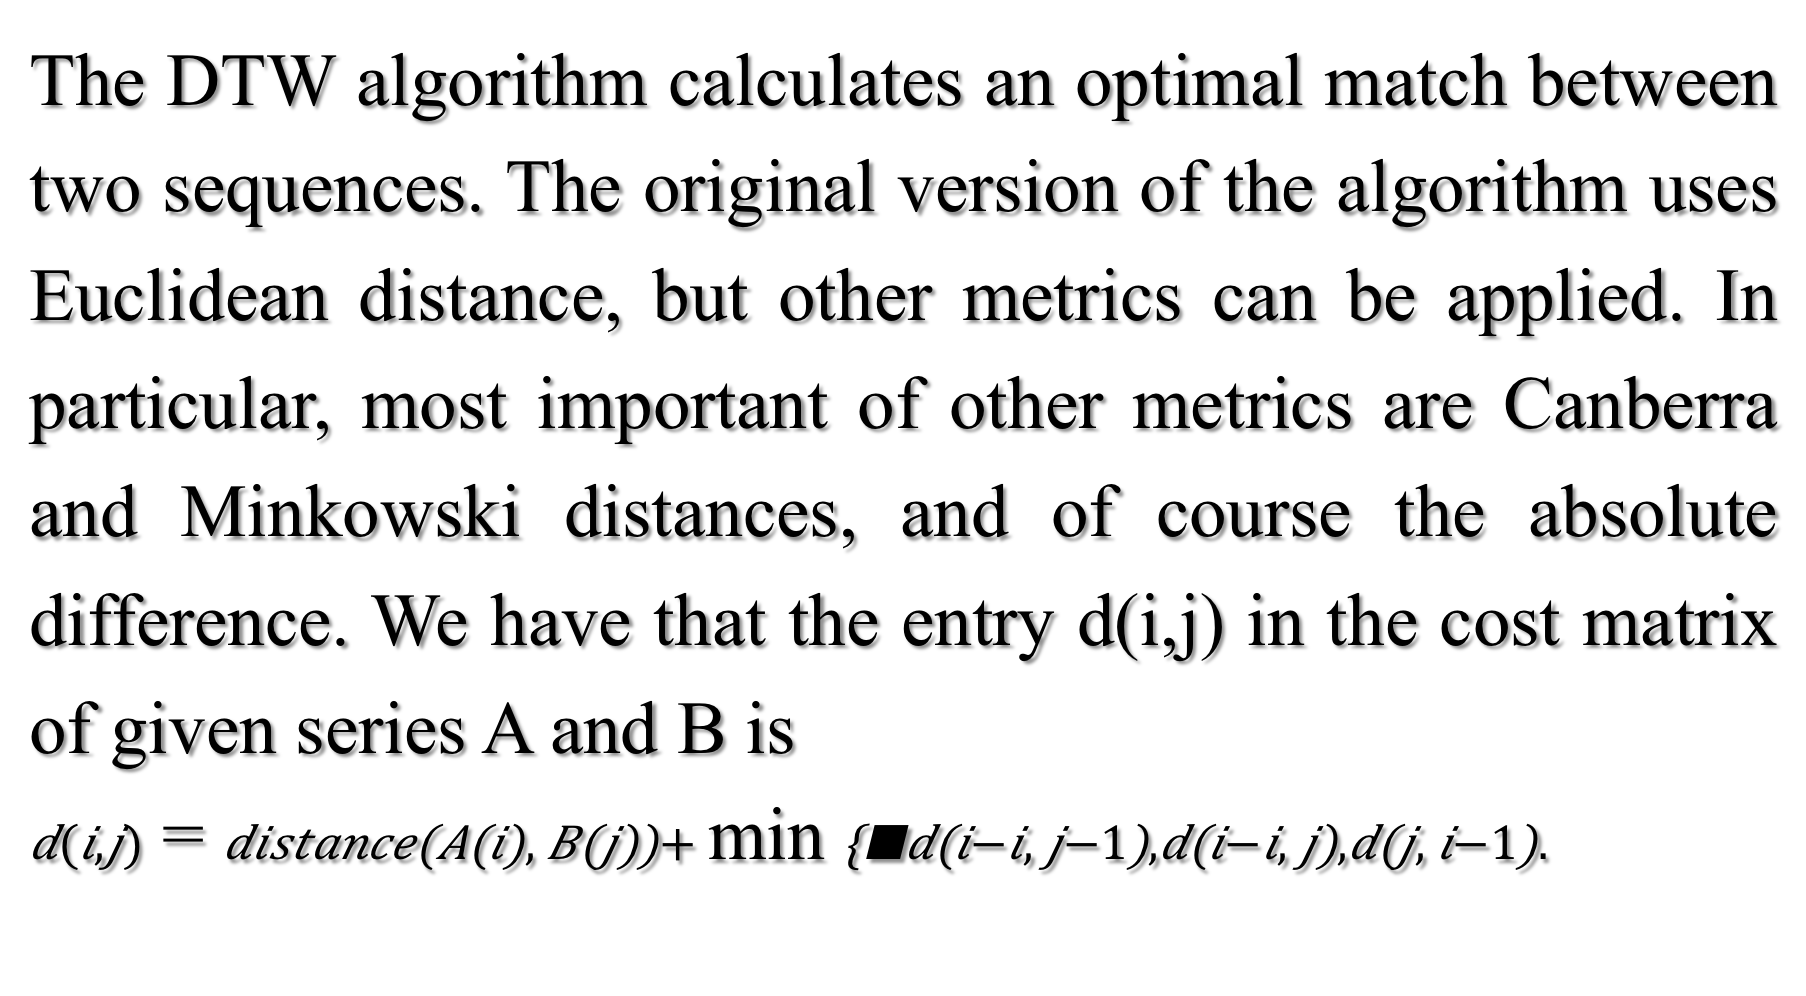 The DTW algorithm calculates an optimal match between
two sequences. The original version of the algorithm uses
Euclidean distance, but other metrics can be applied. In
particular, most important of other metrics are Canberra
and Minkowski distances, and of course the absolute
difference. We have that the entry d(i,j) in the cost matrix
of given series A and B is
d(i,j) = distance(A(i), B(j))+ min {■d(i−i, j−1),d(i−i, j),d(j, i−1).